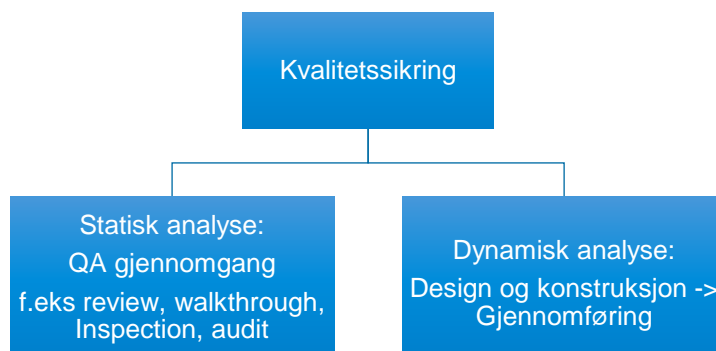 Kvalitetssikring
Statisk analyse:
QA gjennomgang
f.eks review, walkthrough,
Inspection, audit
Dynamisk analyse:
Design og konstruksjon ->
Gjennomføring